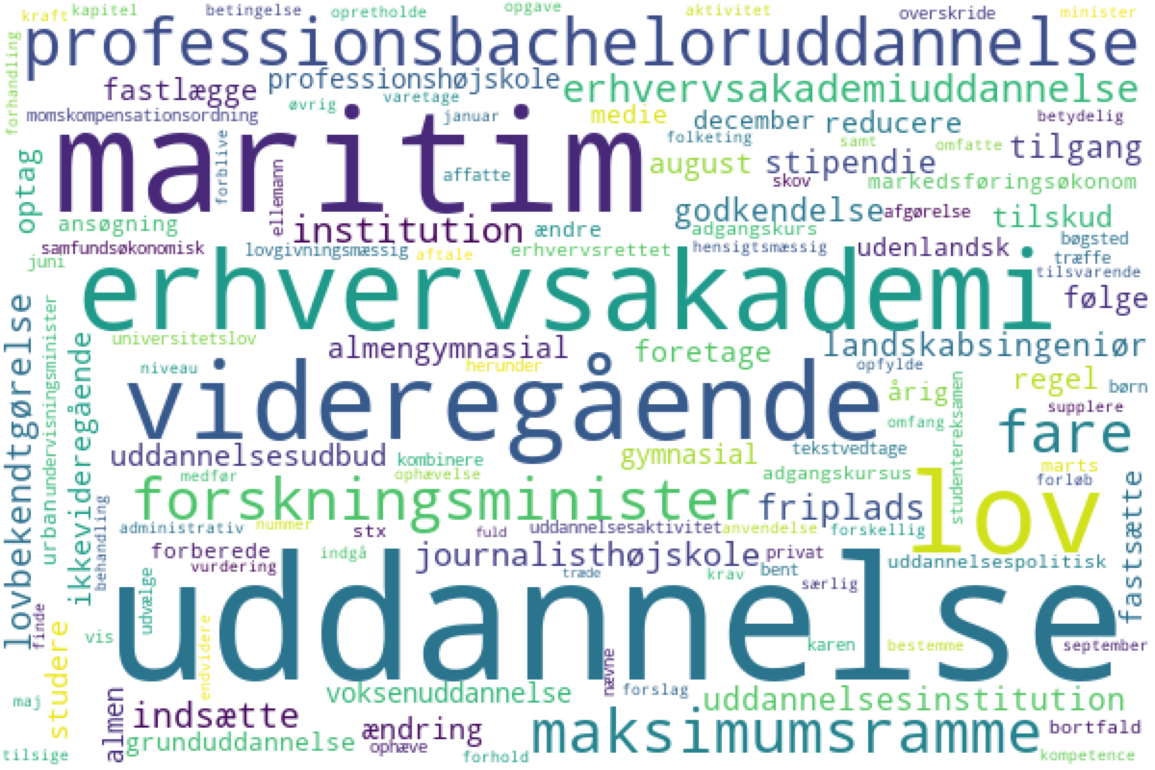 kraft kapitel betingelse opretholde opgave aktivitet overskride minister
professionsbacheloruddannelse
forhandling
fastlægge professionshøjskole erhvervsakademiuddannelse
øvrig varetage
momskompensationsordning januar medie december reducere betydelig
maritim
forblive folketing samt omfatte tilgang
optag ellemann affatte august stipendie
skov markedsføringsøkonom
ansøgning institution ændre godkendelse afgørelse tilskud
adgangskurs
samfundsøkonomisk lovgivningsmæssig aftale erhvervsrettet hensigtsmæssig udenlandsk bøgsted
juni træffe
erhvervsakademi
tilsvarende
følge
lovbekendtgørelse
urban
undervisningsminister
ikkevideregående
universitetslov almengymnasial foretage landskabsingeniør
niveau herunder opfylde
videregående
årig regel børn
omfang studentereksamen supplere
fare
uddannelsesudbud kombinere gymnasial tekstvedtage
medfør ophævelse adgangskursus marts
forløb
forskningsminister friplads lov
behandling fastsætte
administrativ nummer stx fuld uddannelsesaktivitet anvendelse forskellig
forberede indgå journalisthøjskole privat uddannelsespolitisk
vurdering træde krav bent særlig
uddannelse
udvælge
finde vis karen bestemme september
studere endvidere nævne
maj voksenuddannelse forslag uddannelsesinstitution
almen indsætte ændring maksimumsramme bortfald
grunduddannelse ophæve
tilsige forhold kompetence